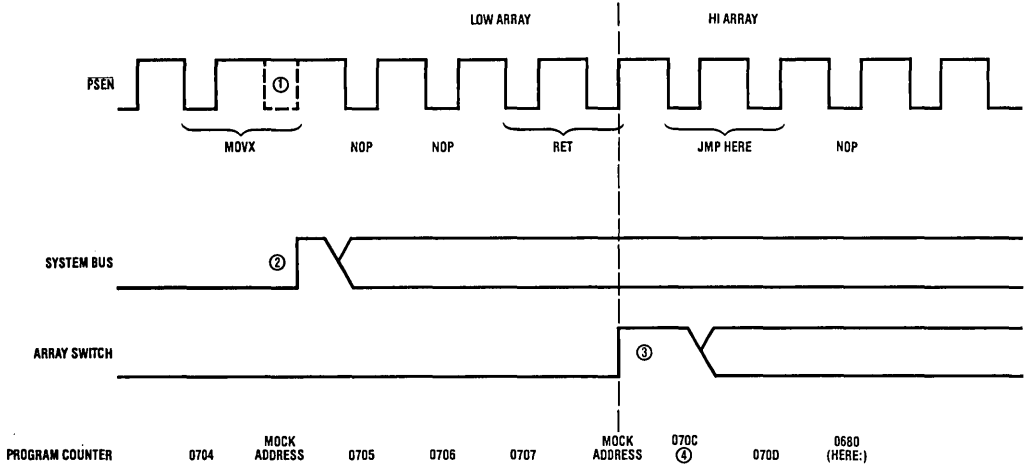 LOW ARRAY HI ARRAY
PSEN ①
MOVX NOP NOP RET JMP HERE NOP
SYSTEM BUS ②
ARRAY SWITCH ③
MOCK MOCK 070C 0680
PROGRAM COUNTER 0704 ADDRESS 0705 0706 0707 ADDRESS ④ 070D (HERE:)